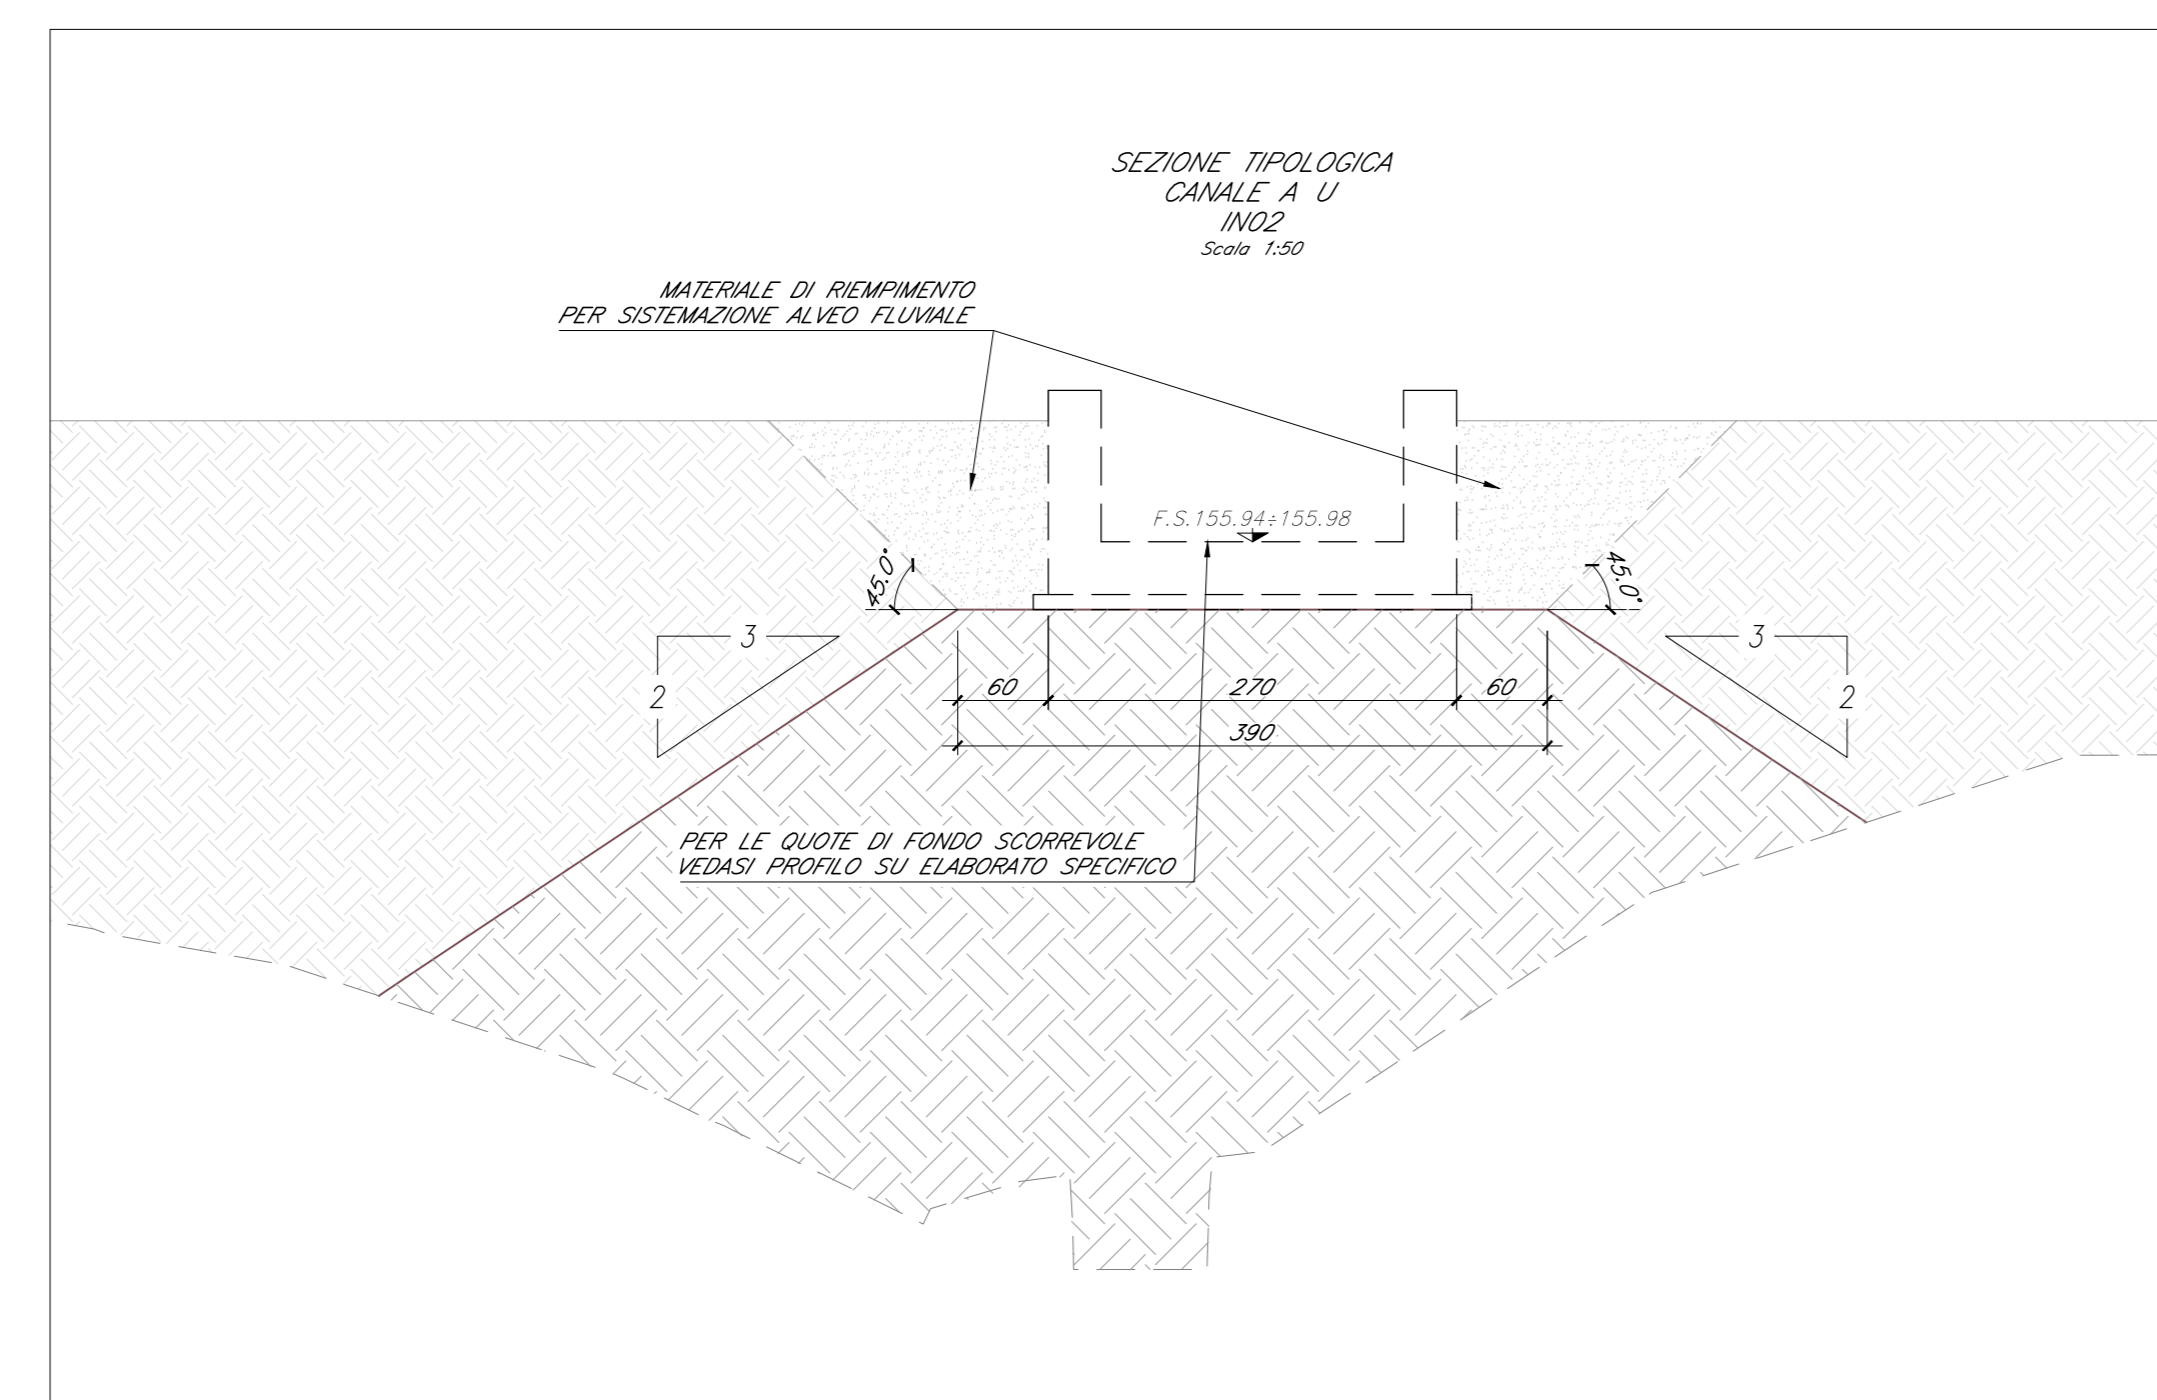 SEZIONE TIPOLOGICA
CANALE A U
IN02
Scala 1:50
MATERIALE DI RIEMPIMENTO
PER SISTEMAZIONE ALVEO FLUVIALE
F.S.155.94÷155.98
45.0°
45.0°
3
3
2
2
60
270
60
390
PER LE QUOTE DI FONDO SCORREVOLE
VEDASI PROFILO SU ELABORATO SPECIFICO